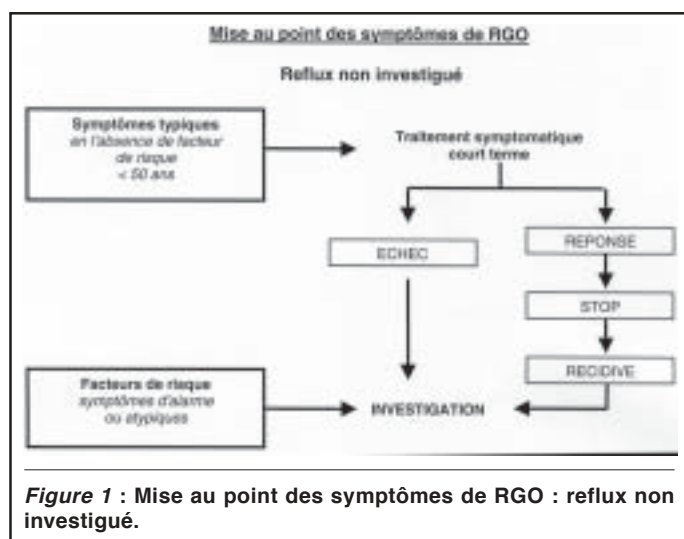 Mise au point des symptômes de RGO
Reflux non investigué
Symptômes typiques
en l'absence de facteur
de risque
< 50 ans
Traitement symptomatique
court terme
ECHEC
REPONSE
STOP
RECIDIVE
Facteurs de risque
symptômes d'alarme
ou atypiques
INVESTIGATION
Figure 1 : Mise au point des symptômes de RGO : reflux non
investigué.